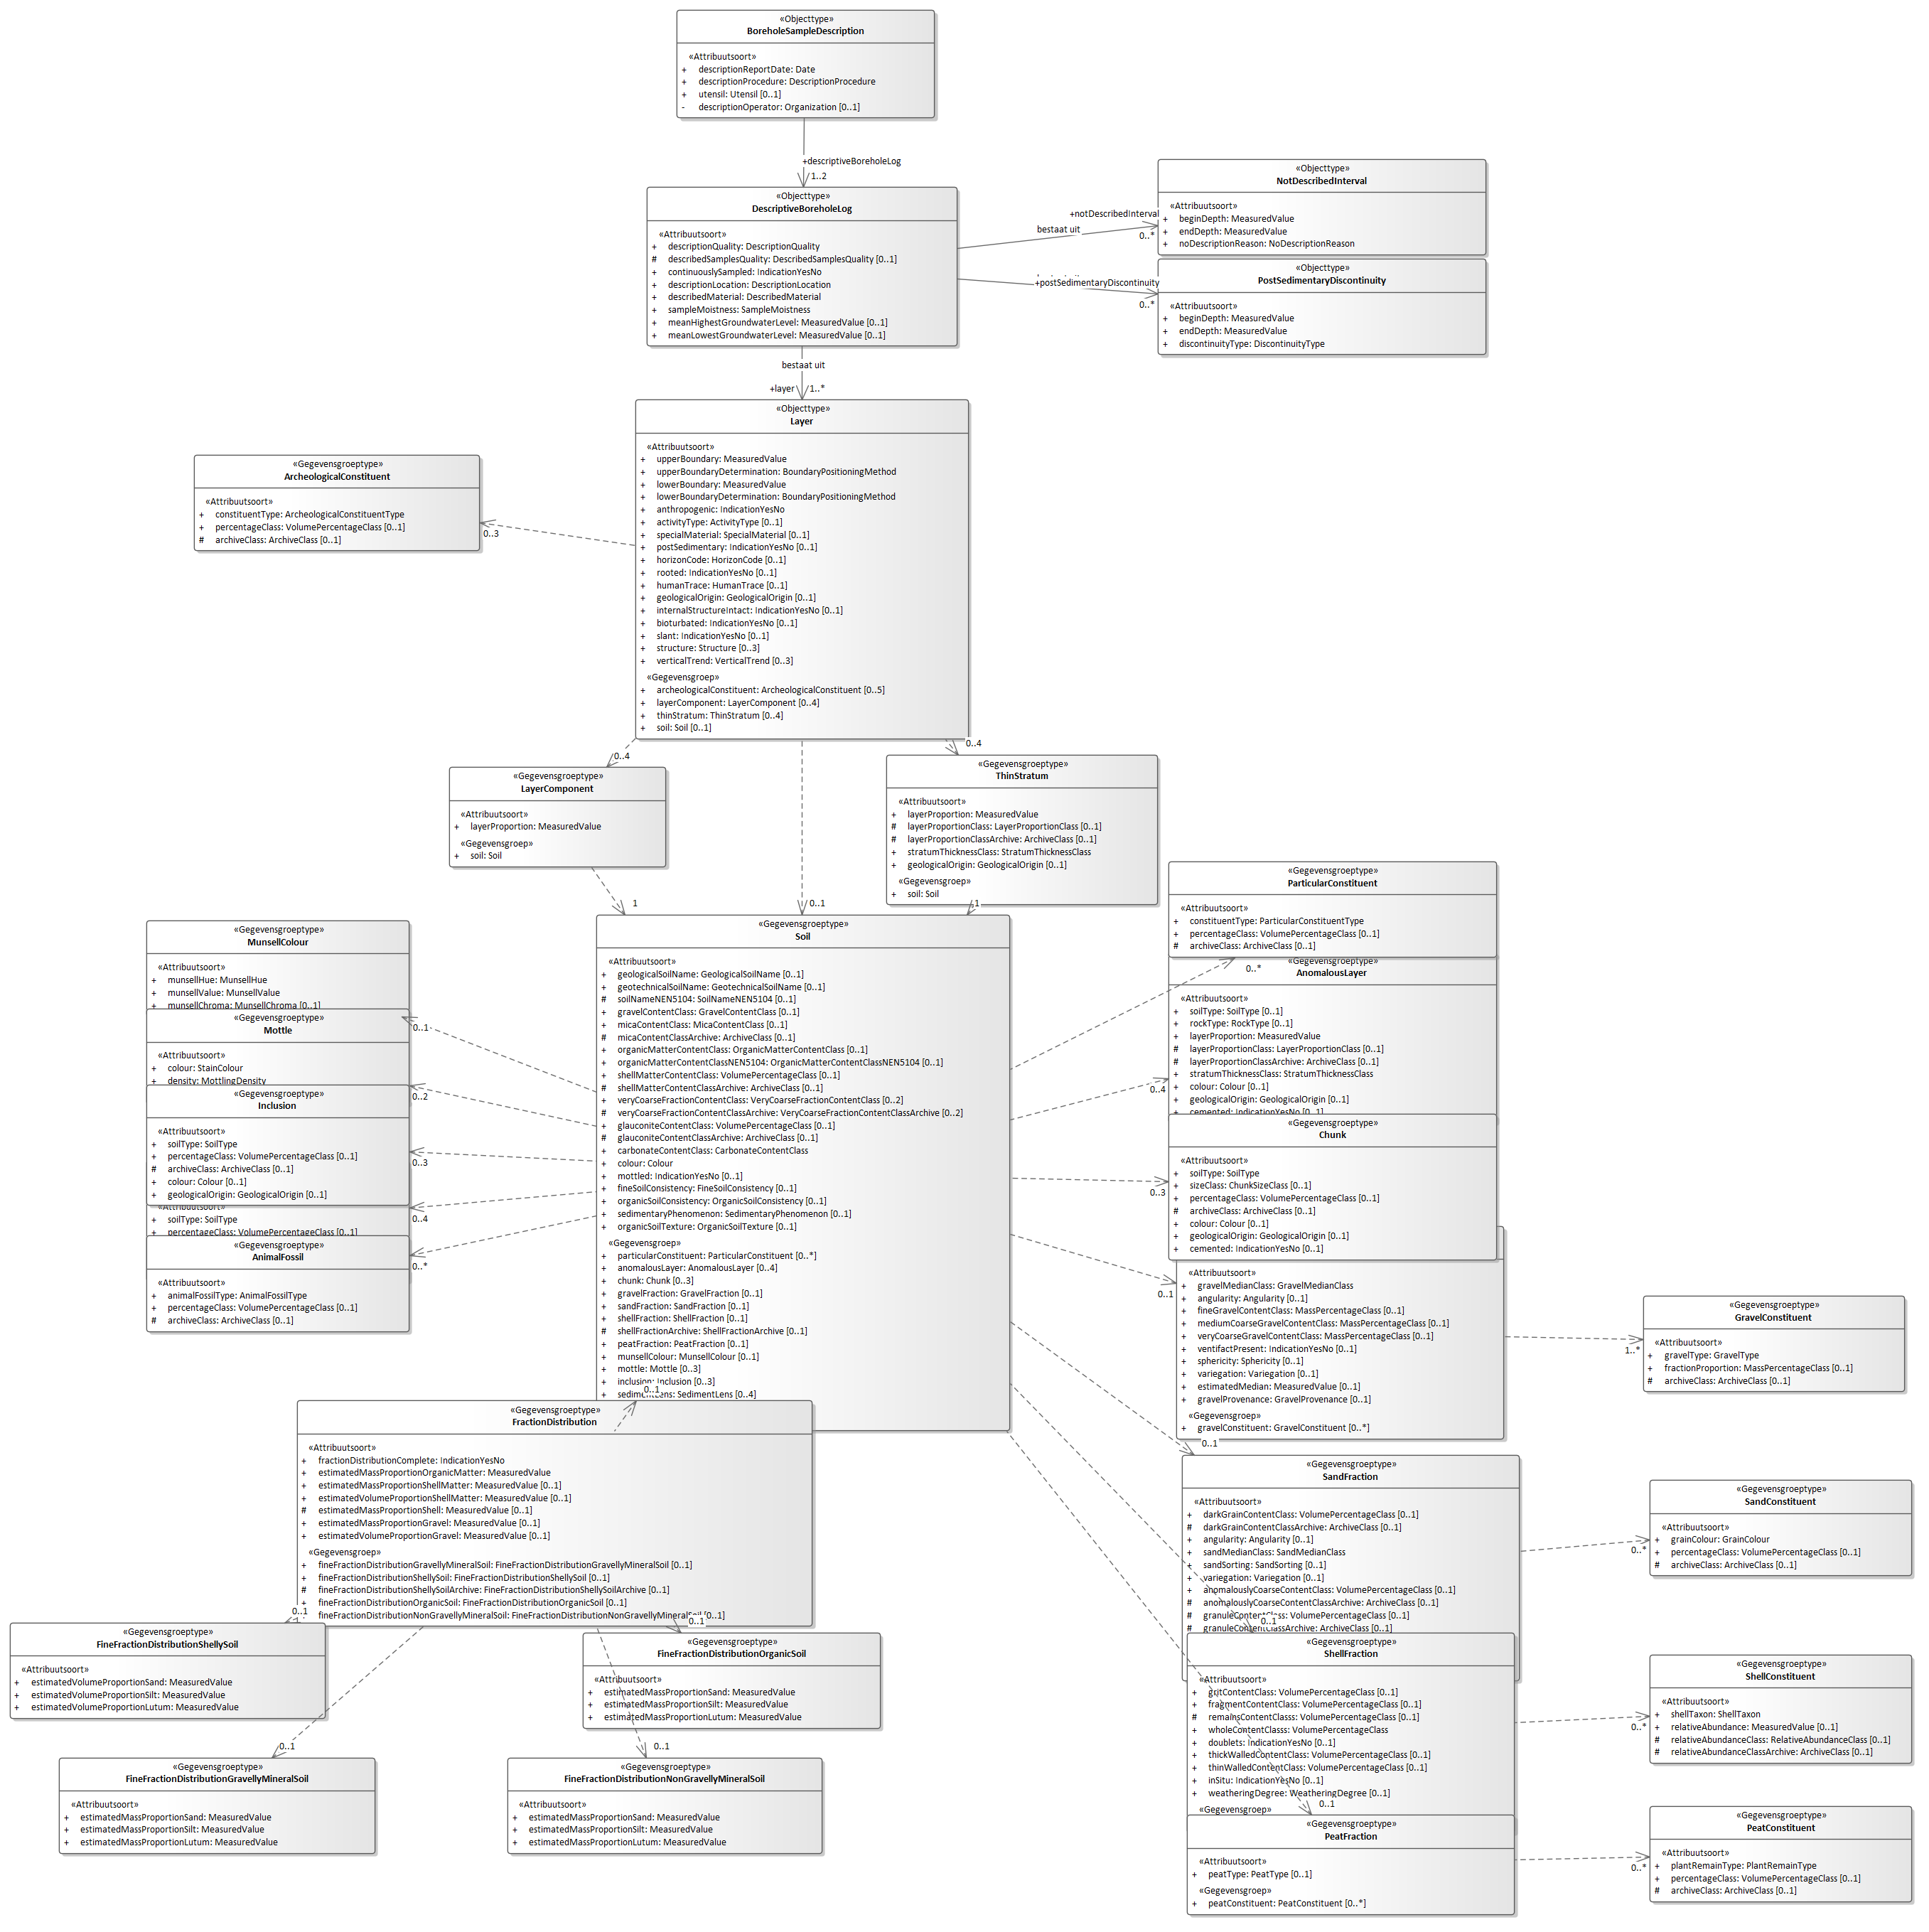 «Objecttype»
BoreholeSampleDescription
«Attribuutsoort»
+ descriptionReportDate: Date
+ descriptionProcedure: DescriptionProcedure
+ utensil: Utensil [0..1]
- descriptionOperator: Organization [0..1]
+descriptiveBoreholeLog
1..2
«Objecttype»
DescriptiveBoreholeLog
«Attribuutsoort»
+ descriptionQuality: DescriptionQuality
# describedSamplesQuality: DescribedSamplesQuality [0..1]
+ continuouslySampled: IndicationYesNo
+ descriptionLocation: DescriptionLocation
+ describedMaterial: DescribedMaterial
+ sampleMoistness: SampleMoistness
+ meanHighestGroundwaterLevel: MeasuredValue [0..1]
+ meanLowestGroundwaterLevel: MeasuredValue [0..1]
+notDescribedInterval
bestaat uit
0..*
«Objecttype»
NotDescribedInterval
«Attribuutsoort»
+ beginDepth: MeasuredValue
+ endDepth: MeasuredValue
+ noDescriptionReason: NoDescriptionReason
+postSedimentaryDiscontinuity
0..*
«Objecttype»
PostSedimentaryDiscontinuity
«Attribuutsoort»
+ beginDepth: MeasuredValue
+ endDepth: MeasuredValue
+ discontinuityType: DiscontinuityType
bestaat uit
+layer 1..*
«Objecttype»
Layer
«Attribuutsoort»
+ upperBoundary: MeasuredValue
+ upperBoundaryDetermination: BoundaryPositioningMethod
+ lowerBoundary: MeasuredValue
+ lowerBoundaryDetermination: BoundaryPositioningMethod
+ anthropogenic: IndicationYesNo
+ activityType: ActivityType [0..1]
+ specialMaterial: SpecialMaterial [0..1]
+ postSedimentary: IndicationYesNo [0..1]
+ horizonCode: HorizonCode [0..1]
+ rooted: IndicationYesNo [0..1]
+ humanTrace: HumanTrace [0..1]
+ geologicalOrigin: GeologicalOrigin [0..1]
+ internalStructureIntact: IndicationYesNo [0..1]
+ bioturbated: IndicationYesNo [0..1]
+ slant: IndicationYesNo [0..1]
+ structure: Structure [0..3]
+ verticalTrend: VerticalTrend [0..3]
«Gegevensgroep»
+ archeologicalConstituent: ArcheologicalConstituent [0..5]
+ layerComponent: LayerComponent [0..4]
+ thinStratum: ThinStratum [0..4]
+ soil: Soil [0..1]
«Gegevensgroeptype»
ArcheologicalConstituent
«Attribuutsoort»
+ constituentType: ArcheologicalConstituentType
+ percentageClass: VolumePercentageClass [0..1]
# archiveClass: ArchiveClass [0..1]
0..3
0..4
«Gegevensgroeptype»
LayerComponent
«Attribuutsoort»
+ layerProportion: MeasuredValue
«Gegevensgroep»
+ soil: Soil
1
0..1
0..4
«Gegevensgroeptype»
ThinStratum
«Attribuutsoort»
+ layerProportion: MeasuredValue
# layerProportionClass: LayerProportionClass [0..1]
# layerProportionClassArchive: ArchiveClass [0..1]
+ stratumThicknessClass: StratumThicknessClass
+ geologicalOrigin: GeologicalOrigin [0..1]
«Gegevensgroep»
+ soil: Soil
1
«Gegevensgroeptype»
Soil
«Attribuutsoort»
+ geologicalSoilName: GeologicalSoilName [0..1]
+ geotechnicalSoilName: GeotechnicalSoilName [0..1]
# soilNameNEN5104: SoilNameNEN5104 [0..1]
+ gravelContentClass: GravelContentClass [0..1]
+ micaContentClass: MicaContentClass [0..1]
# micaContentClassArchive: ArchiveClass [0..1]
+ organicMatterContentClass: OrganicMatterContentClass [0..1]
+ organicMatterContentClassNEN5104: OrganicMatterContentClassNEN5104 [0..1]
+ shellMatterContentClass: VolumePercentageClass [0..1]
# shellMatterContentClassArchive: ArchiveClass [0..1]
+ veryCoarseFractionContentClass: VeryCoarseFractionContentClass [0..2]
# veryCoarseFractionContentClassArchive: VeryCoarseFractionContentClassArchive [0..2]
+ glauconiteContentClass: VolumePercentageClass [0..1]
# glauconiteContentClassArchive: ArchiveClass [0..1]
+ carbonateContentClass: CarbonateContentClass
+ colour: Colour
+ mottled: IndicationYesNo [0..1]
+ fineSoilConsistency: FineSoilConsistency [0..1]
+ organicSoilConsistency: OrganicSoilConsistency [0..1]
+ sedimentaryPhenomenon: SedimentaryPhenomenon [0..1]
+ organicSoilTexture: OrganicSoilTexture [0..1]
«Gegevensgroep»
+ particularConstituent: ParticularConstituent [0..*]
+ anomalousLayer: AnomalousLayer [0..4]
+ chunk: Chunk [0..3]
+ gravelFraction: GravelFraction [0..1]
+ sandFraction: SandFraction [0..1]
+ shellFraction: ShellFraction [0..1]
# shellFractionArchive: ShellFractionArchive [0..1]
+ peatFraction: PeatFraction [0..1]
+ munsellColour: MunsellColour [0..1]
+ mottle: Mottle [0..3]
+ inclusion: Inclusion [0..3]
+ sedimentLens: SedimentLens [0..4]
0..1
«Gegevensgroeptype»
MunsellColour
«Attribuutsoort»
+ munsellHue: MunsellHue
+ munsellValue: MunsellValue
+ munsellChroma: MunsellChroma [0..1]
«Gegevensgroeptype»
Mottle
«Attribuutsoort»
+ colour: StainColour
+ density: MottlingDensity
«Gegevensgroeptype»
Inclusion
«Attribuutsoort»
+ soilType: SoilType
+ percentageClass: VolumePercentageClass [0..1]
# archiveClass: ArchiveClass [0..1]
+ colour: Colour [0..1]
+ geologicalOrigin: GeologicalOrigin [0..1]
«Attribuutsoort»
+ soilType: SoilType
+ percentageClass: VolumePercentageClass [0..1]
«Gegevensgroeptype»
AnimalFossil
«Attribuutsoort»
+ animalFossilType: AnimalFossilType
+ percentageClass: VolumePercentageClass [0..1]
# archiveClass: ArchiveClass [0..1]
0..1
0..2
0..3
0..4
0..*
«Gegevensgroeptype»
ParticularConstituent
«Attribuutsoort»
+ constituentType: ParticularConstituentType
+ percentageClass: VolumePercentageClass [0..1]
# archiveClass: ArchiveClass [0..1]
0..*
«Gegevensgroeptype»
AnomalousLayer
«Attribuutsoort»
+ soilType: SoilType [0..1]
+ rockType: RockType [0..1]
+ layerProportion: MeasuredValue
# layerProportionClass: LayerProportionClass [0..1]
# layerProportionClassArchive: ArchiveClass [0..1]
+ stratumThicknessClass: StratumThicknessClass
+ colour: Colour [0..1]
+ geologicalOrigin: GeologicalOrigin [0..1]
+ cemented: IndicationYesNo [0..1]
0..4
«Gegevensgroeptype»
Chunk
«Attribuutsoort»
+ soilType: SoilType
+ sizeClass: ChunkSizeClass [0..1]
+ percentageClass: VolumePercentageClass [0..1]
# archiveClass: ArchiveClass [0..1]
+ colour: Colour [0..1]
+ geologicalOrigin: GeologicalOrigin [0..1]
+ cemented: IndicationYesNo [0..1]
0..3
«Attribuutsoort»
+ gravelMedianClass: GravelMedianClass
+ angularity: Angularity [0..1]
+ fineGravelContentClass: MassPercentageClass [0..1]
+ mediumCoarseGravelContentClass: MassPercentageClass [0..1]
+ veryCoarseGravelContentClass: MassPercentageClass [0..1]
+ ventifactPresent: IndicationYesNo [0..1]
+ sphericity: Sphericity [0..1]
+ variegation: Variegation [0..1]
+ estimatedMedian: MeasuredValue [0..1]
+ gravelProvenance: GravelProvenance [0..1]
«Gegevensgroep»
+ gravelConstituent: GravelConstituent [0..*]
0..1
1..*
«Gegevensgroeptype»
GravelConstituent
«Attribuutsoort»
+ gravelType: GravelType
+ fractionProportion: MassPercentageClass [0..1]
# archiveClass: ArchiveClass [0..1]
0..1
«Gegevensgroeptype»
SandFraction
«Attribuutsoort»
+ darkGrainContentClass: VolumePercentageClass [0..1]
# darkGrainContentClassArchive: ArchiveClass [0..1]
+ angularity: Angularity [0..1]
+ sandMedianClass: SandMedianClass
+ sandSorting: SandSorting [0..1]
+ variegation: Variegation [0..1]
+ anomalouslyCoarseContentClass: VolumePercentageClass [0..1]
# anomalouslyCoarseContentClassArchive: ArchiveClass [0..1]
# granuleContentClass: VolumePercentageClass [0..1]
# granuleContentClassArchive: ArchiveClass [0..1]
0..*
«Gegevensgroeptype»
SandConstituent
«Attribuutsoort»
+ grainColour: GrainColour
+ percentageClass: VolumePercentageClass [0..1]
# archiveClass: ArchiveClass [0..1]
0..1
«Gegevensgroeptype»
ShellFraction
«Attribuutsoort»
+ gritContentClass: VolumePercentageClass [0..1]
+ fragmentContentClass: VolumePercentageClass [0..1]
# remainsContentClasss: VolumePercentageClass [0..1]
+ wholeContentClasss: VolumePercentageClass
+ doublets: IndicationYesNo [0..1]
+ thickWalledContentClass: VolumePercentageClass [0..1]
+ thinWalledContentClass: VolumePercentageClass [0..1]
+ inSitu: IndicationYesNo [0..1]
+ weatheringDegree: WeatheringDegree [0..1]
«Gegevensgroep»
0..*
«Gegevensgroeptype»
ShellConstituent
«Attribuutsoort»
+ shellTaxon: ShellTaxon
+ relativeAbundance: MeasuredValue [0..1]
# relativeAbundanceClass: RelativeAbundanceClass [0..1]
# relativeAbundanceClassArchive: ArchiveClass [0..1]
0..1
«Gegevensgroeptype»
PeatFraction
«Attribuutsoort»
+ peatType: PeatType [0..1]
«Gegevensgroep»
+ peatConstituent: PeatConstituent [0..*]
0..*
«Gegevensgroeptype»
PeatConstituent
«Attribuutsoort»
+ plantRemainType: PlantRemainType
+ percentageClass: VolumePercentageClass [0..1]
# archiveClass: ArchiveClass [0..1]
«Gegevensgroeptype»
FractionDistribution
«Attribuutsoort»
+ fractionDistributionComplete: IndicationYesNo
+ estimatedMassProportionOrganicMatter: MeasuredValue
+ estimatedMassProportionShellMatter: MeasuredValue [0..1]
+ estimatedVolumeProportionShellMatter: MeasuredValue [0..1]
# estimatedMassProportionShell: MeasuredValue [0..1]
+ estimatedMassProportionGravel: MeasuredValue [0..1]
+ estimatedVolumeProportionGravel: MeasuredValue [0..1]
«Gegevensgroep»
+ fineFractionDistributionGravellyMineralSoil: FineFractionDistributionGravellyMineralSoil [0..1]
+ fineFractionDistributionShellySoil: FineFractionDistributionShellySoil [0..1]
# fineFractionDistributionShellySoilArchive: FineFractionDistributionShellySoilArchive [0..1]
+ fineFractionDistributionOrganicSoil: FineFractionDistributionOrganicSoil [0..1]
fineFractionDistributionNonGravellyMineralSoil: FineFractionDistributionNonGravellyMineralSoil [0..1]
0..1
0..1
«Gegevensgroeptype»
FineFractionDistributionShellySoil
«Attribuutsoort»
+ estimatedVolumeProportionSand: MeasuredValue
+ estimatedVolumeProportionSilt: MeasuredValue
+ estimatedVolumeProportionLutum: MeasuredValue
«Gegevensgroeptype»
FineFractionDistributionOrganicSoil
«Attribuutsoort»
+ estimatedMassProportionSand: MeasuredValue
+ estimatedMassProportionSilt: MeasuredValue
+ estimatedMassProportionLutum: MeasuredValue
0..1
0..1
«Gegevensgroeptype»
FineFractionDistributionGravellyMineralSoil
«Attribuutsoort»
+ estimatedMassProportionSand: MeasuredValue
+ estimatedMassProportionSilt: MeasuredValue
+ estimatedMassProportionLutum: MeasuredValue
«Gegevensgroeptype»
FineFractionDistributionNonGravellyMineralSoil
«Attribuutsoort»
+ estimatedMassProportionSand: MeasuredValue
+ estimatedMassProportionSilt: MeasuredValue
+ estimatedMassProportionLutum: MeasuredValue